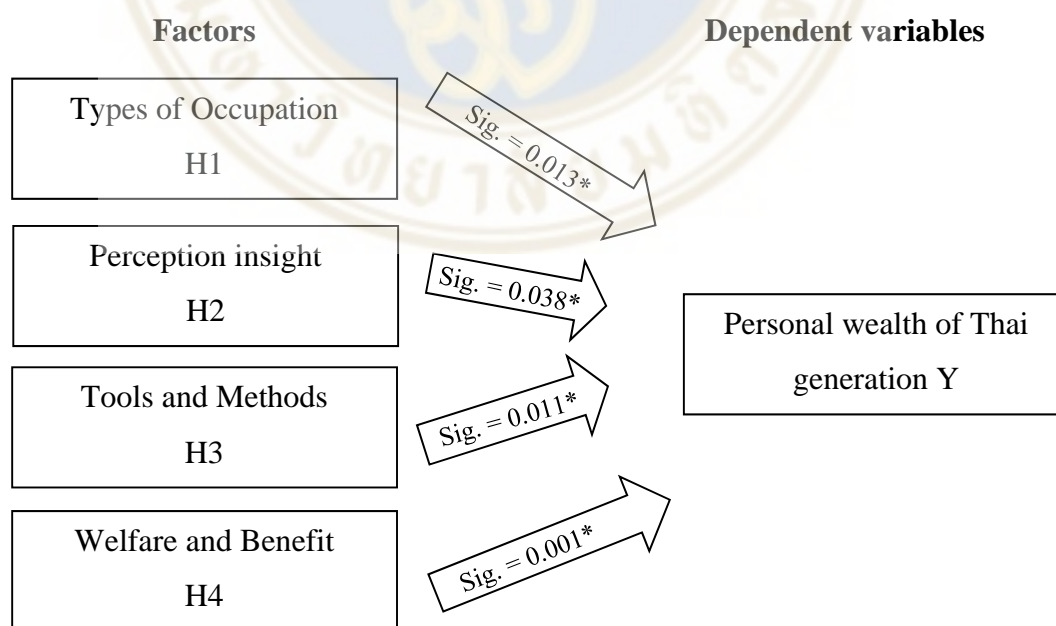 Factors
Dependent variables
Types of Occupation
H1
Sig. = 0.013*
Perception insight
H2
Sig. = 0.038*
Tools and Methods
H3
Sig. = 0.011*
Welfare and Benefit
H4
Sig. = 0.001*
Personal wealth of Thai
generation Y